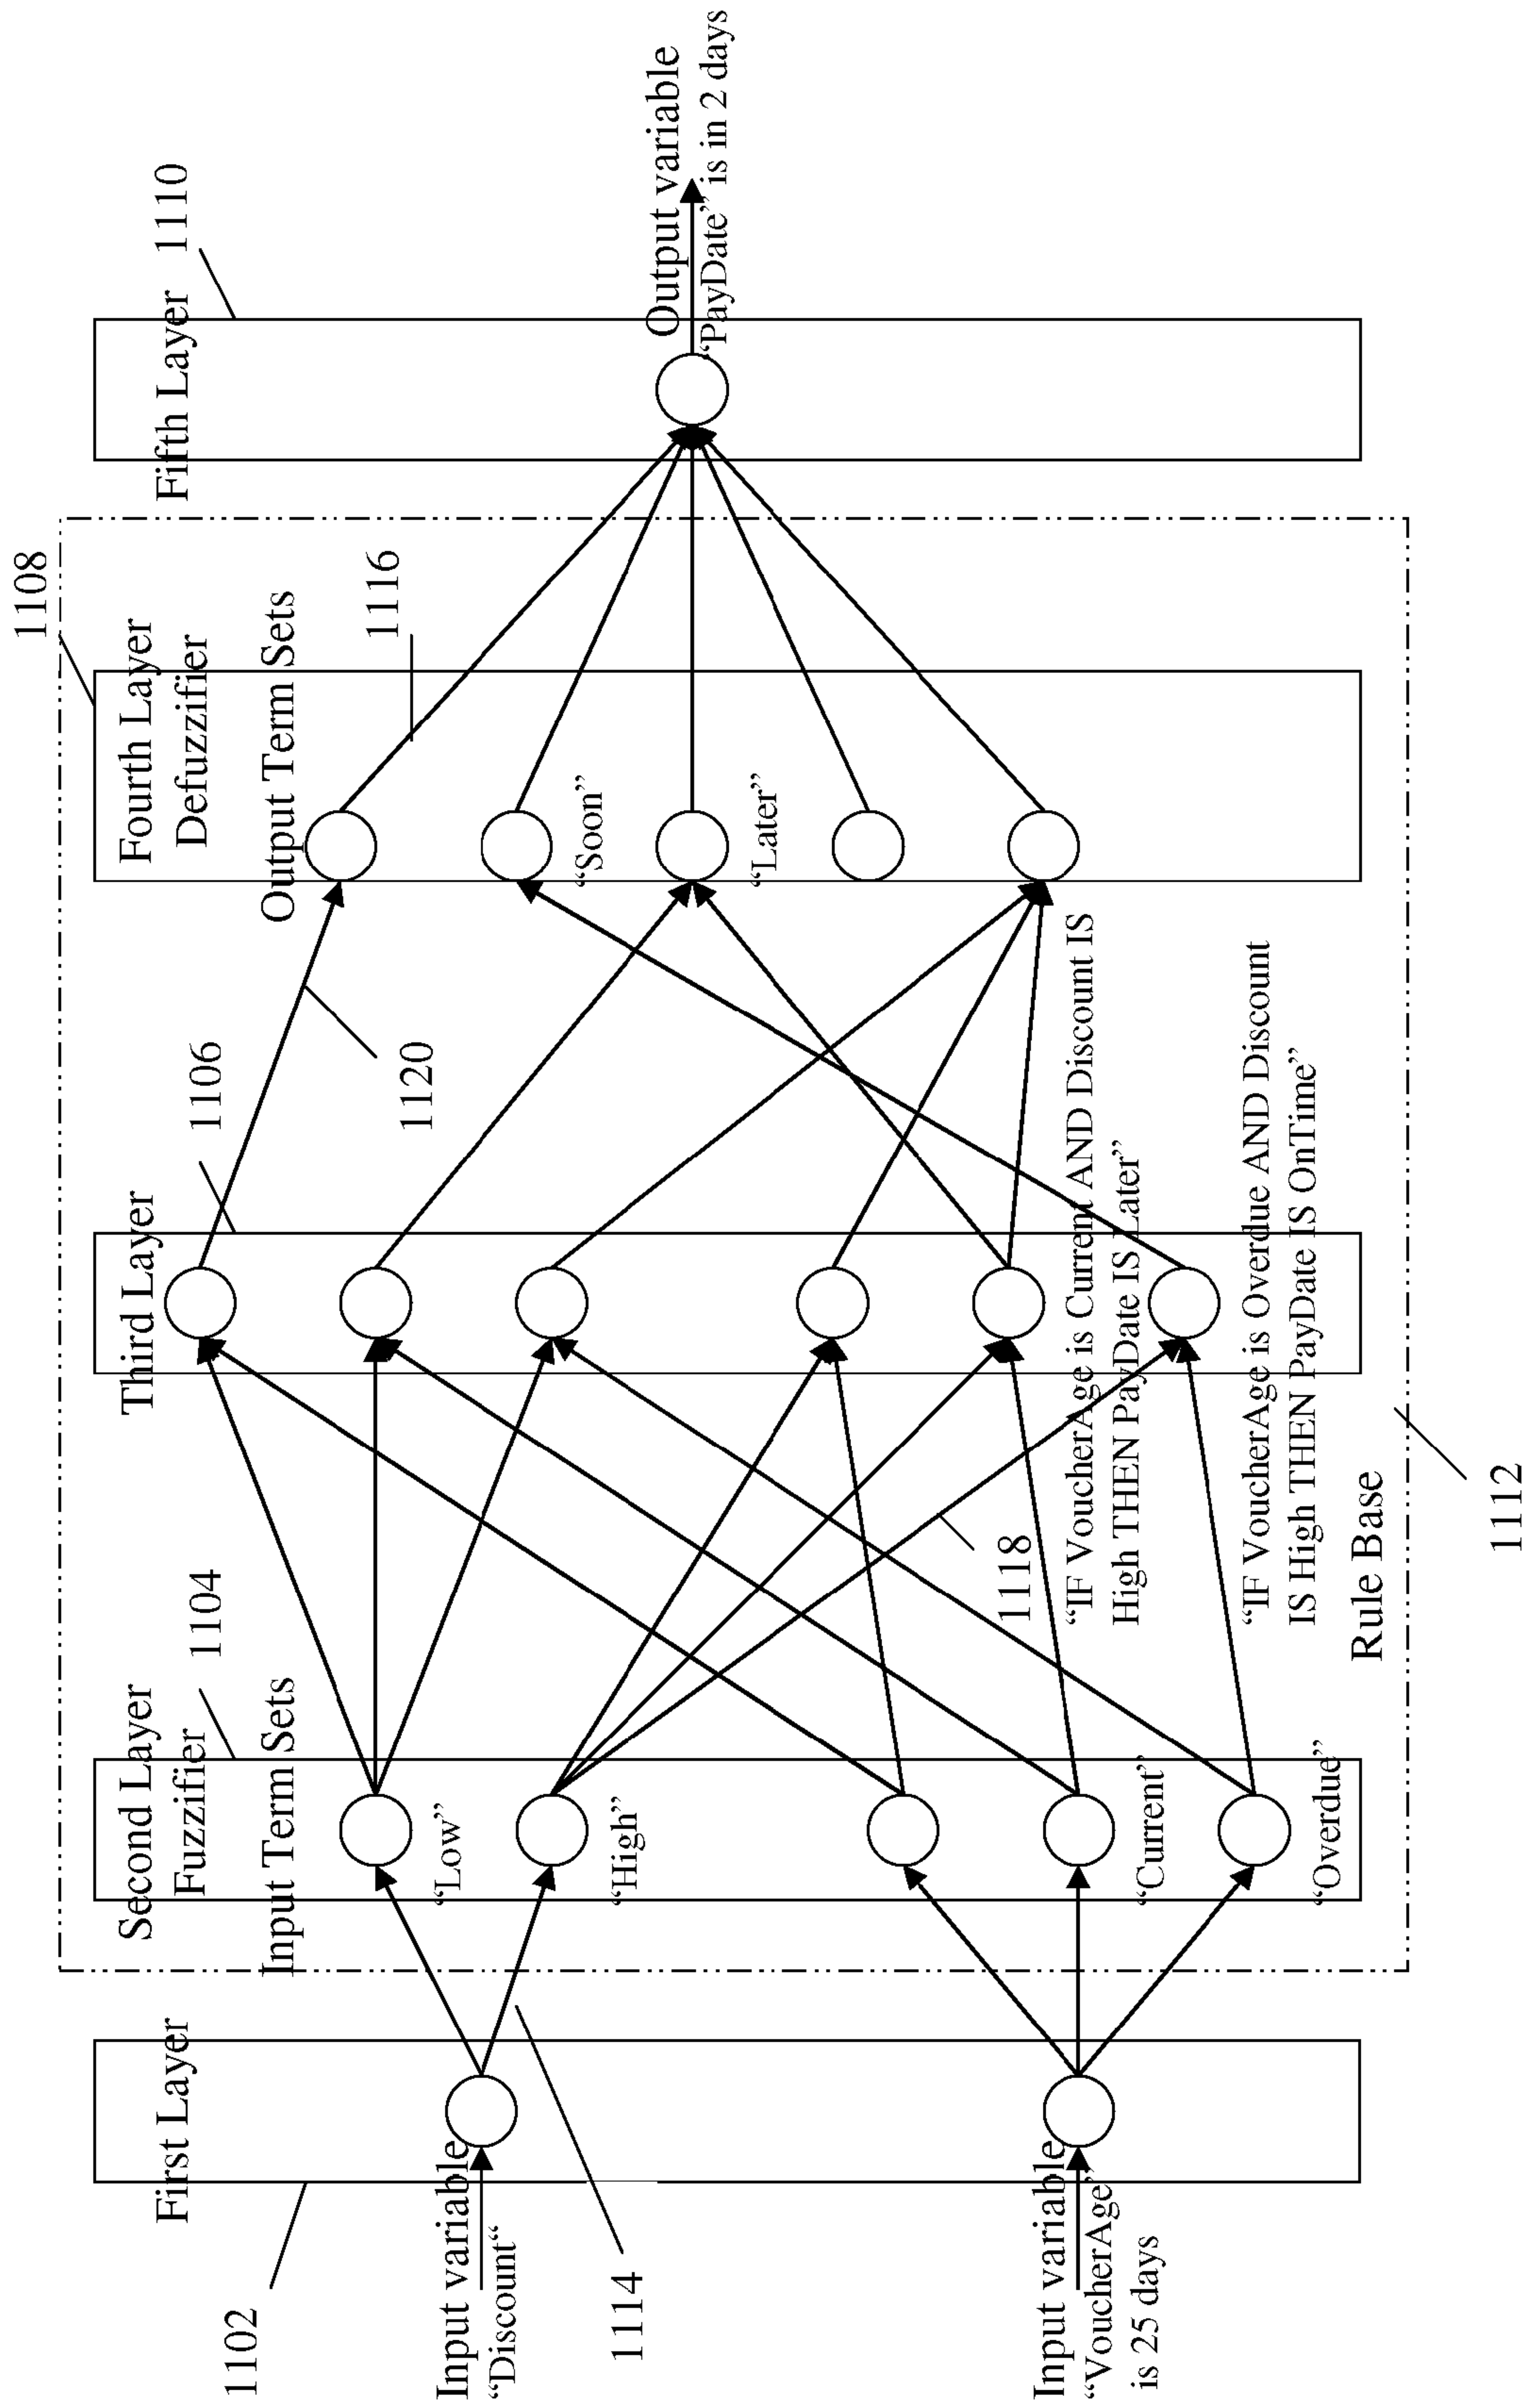 1108
First Layer
Second Layer
Fuzzifier
Input Term Sets
Third Layer
Fourth Layer
Defuzzifier
Output Term Sets
Fifth Layer
1102
1104
1106
1110
1120
1116
Input variable
“Discount“
“Low”
“High”
“Soon”
“Later”
Output variable
“PayDate” is in 2 days
1114
1118
Input variable
“VoucherAge”
is 25 days
“Current”
“Overdue”
“IF VoucherAge is Current AND Discount IS
High THEN PayDate IS Later”
“IF VoucherAge is Overdue AND Discount
IS High THEN PayDate IS OnTime”
Rule Base
1112